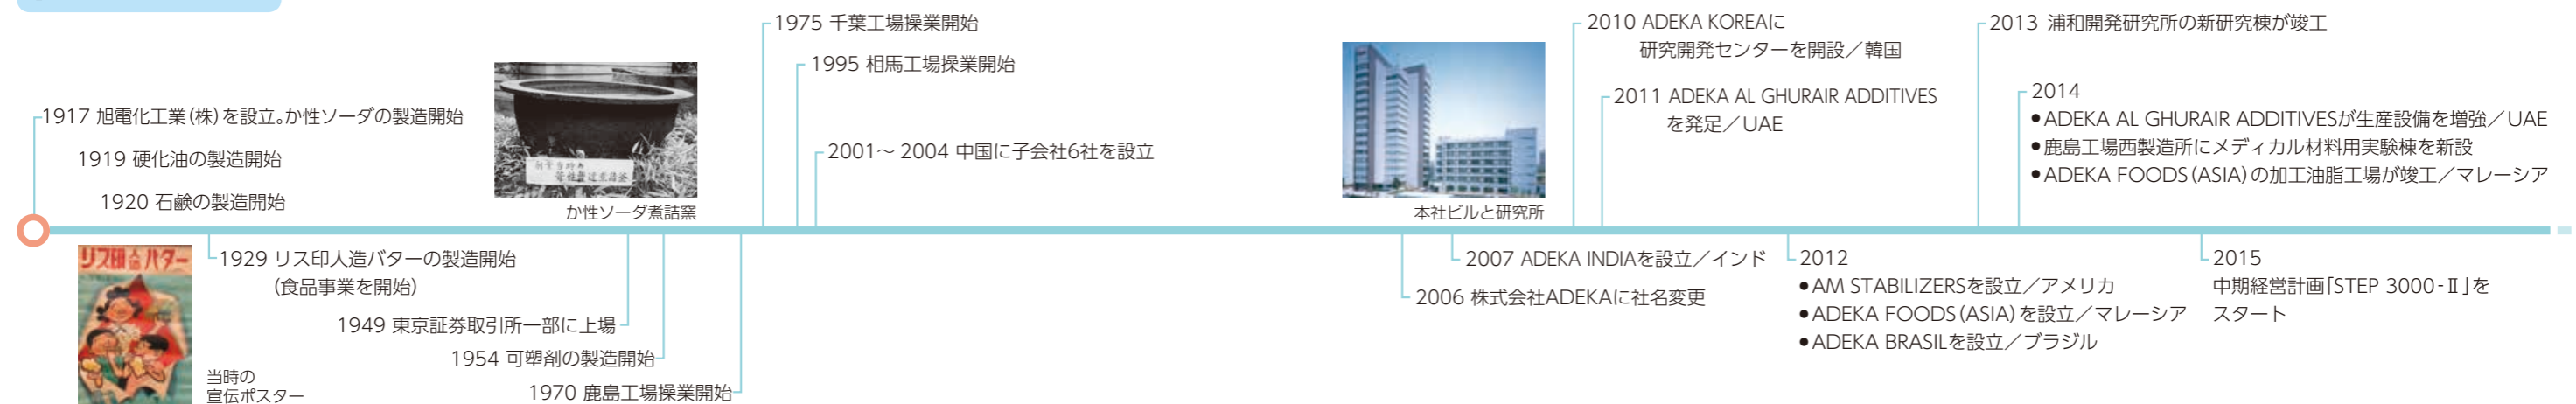 1917 旭電化工業(株)を設立。か性ソーダの製造開始
1919 硬化油の製造開始
1920 石鹸の製造開始
リス印人造バター
当時の
宣伝ポスター
1929 リス印人造バターの製造開始
(食品事業を開始)
1949 東京証券取引所一部に上場
1954 可塑剤の製造開始
1970 鹿島工場操業開始
か性ソーダ煮詰窯
1975 千葉工場操業開始
1995 相馬工場操業開始
2001〜2004 中国に子会社6社を設立
本社ビルと研究所
2006 株式会社ADEKAに社名変更
2007 ADEKA INDIAを設立/インド
2010 ADEKA KOREAに
研究開発センターを開設/韓国
2011 ADEKA AL GHURAIR ADDITIVES
を発足/UAE
2012
●AM STABILIZERSを設立/アメリカ
●ADEKA FOODS(ASIA)を設立/マレーシア
●ADEKA BRASILを設立/ブラジル
2013 浦和開発研究所の新研究棟が竣工
2014
●ADEKA AL GHURAIR ADDITIVESが生産設備を増強/UAE
●鹿島工場西製造所にメディカル材料用実験棟を新設
●ADEKA FOODS(ASIA)の加工油脂工場が竣工/マレーシア
2015
中期経営計画「STEP 3000-Ⅱ」を
スタート